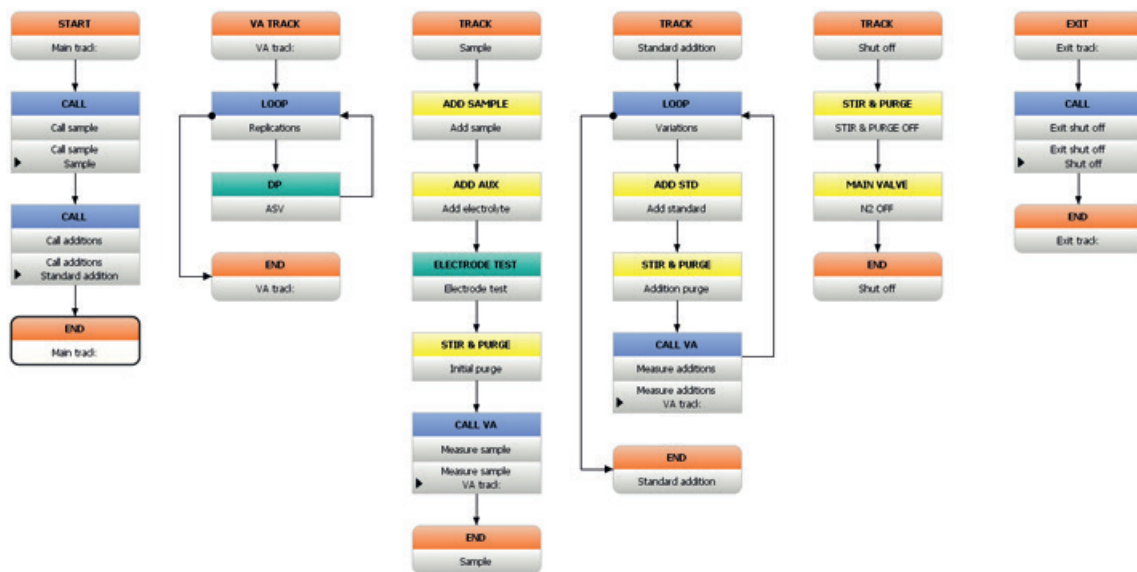 START
Main track
CALL
Call sample
Call sample
Sample
CALL
Call additions
Call additions
Standard addition
END
Main track
VA TRACK
VA track
LOOP
Replications
DP
ASV
END
VA track
TRACK
Sample
ADD SAMPLE
Add sample
ADD AUX
Add electrolyte
ELECTRODE TEST
Electrode test
STIR & PURGE
Initial purge
CALL VA
Measure sample
Measure sample
VA track
END
Sample
TRACK
Standard addition
LOOP
Variations
ADD STD
Add standard
STIR & PURGE
Addition purge
CALL VA
Measure additions
Measure additions
VA track
END
Standard addition
TRACK
Shut off
STIR & PURGE
STIR & PURGE OFF
MAIN VALVE
N2 OFF
END
Shut off
EXIT
Exit track
CALL
Exit shut off
Exit shut off
Shut off
END
Exit track